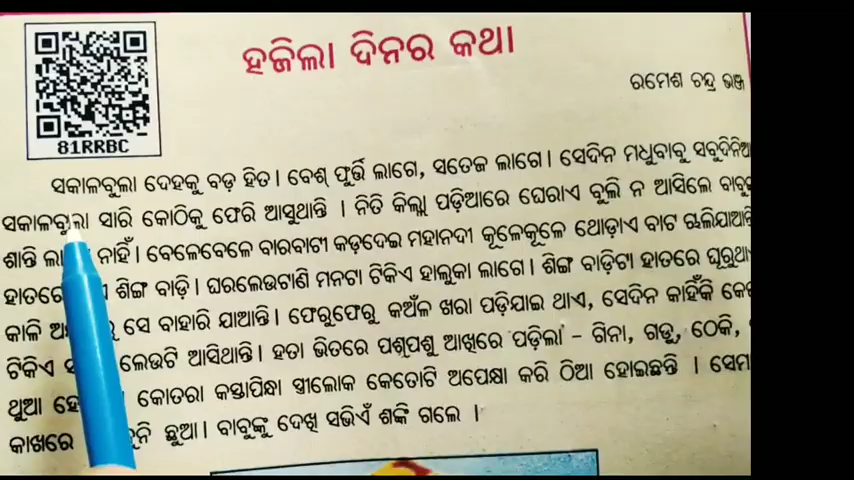 ହଜିଲା ଦିନର କଥା
ରମେଶ ଚନ୍ଦ୍ର ଭଞ୍ଜ
81RRBC
ସକାଳବୁଲା ଦେହକୁ ବଡ଼ ହିତ । ବେଶ୍ ଫୁର୍ତ୍ତି ଲାଗେ, ସତେଜ ଲାଗେ । ସେଦିନ ମଧୁବାବୁ ସବୁଦିନିଆ
ସକାଳବୁଲା ସାରି କୋଠିକୁ ଫେରି ଆସୁଥାନ୍ତି । ନିତି କିଲ୍ଲା ପଡ଼ିଆରେ ଘେରାଏ ବୁଲି ନ ଆସିଲେ
ଶାନ୍ତି ନାହିଁ । ବେଳେବେଳେ ବାରବାଟୀ କଡ଼ଦେଇ ମହାନଦୀ କୂଳେକୂଳେ ଥୋଡ଼ାଏ ବାଟ ଚାଲିଯାଆନ୍ତି
ଶିଙ୍ଗ ବାଡ଼ି । ଘରଲେଉଟାଣି ମନଟା ଟିକିଏ ହାଲୁକା ଲାଗେ । ଶିଙ୍ଗ ବାଡ଼ିଟା ହାତରେ
କାଳି ସେ ବାହାରି ଯାଆନ୍ତି । ଫେରୁଫେରୁ କଅଁଳ ଖରା ପଡ଼ିଯାଇ ଥାଏ, ସେଦିନ କାହିଁକି
ଟିକିଏ ଲେଉଟି ଆସିଥାନ୍ତି । ହତା ଭିତରେ ପଶୁପଶୁ ଆଖିରେ ପଡ଼ିଲା – ଗିନା, ଗଡ଼ୁ, ଠେକି,
କୋତରା କସ୍ତାପିନ୍ଧା ସ୍ତ୍ରୀଲୋକ କେତୋଟି ଅପେକ୍ଷା କରି ଠିଆ ହୋଇଛନ୍ତି ।
କାଖରେ ଛୁଆ । ବାବୁଙ୍କୁ ଦେଖି ସଭିଏଁ ଶଙ୍କି ଗଲେ ।